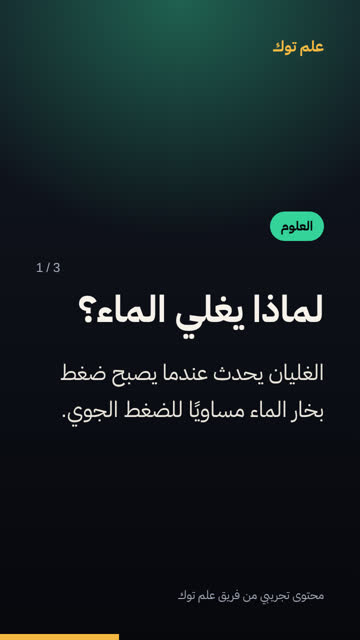 علم توك
العلوم
1 / 3
لماذا يغلي الماء؟
الغليان يحدث عندما يصبح ضغط
بخار الماء مساويًا للضغط الجوي.
محتوى تجريبي من فريق علم توك